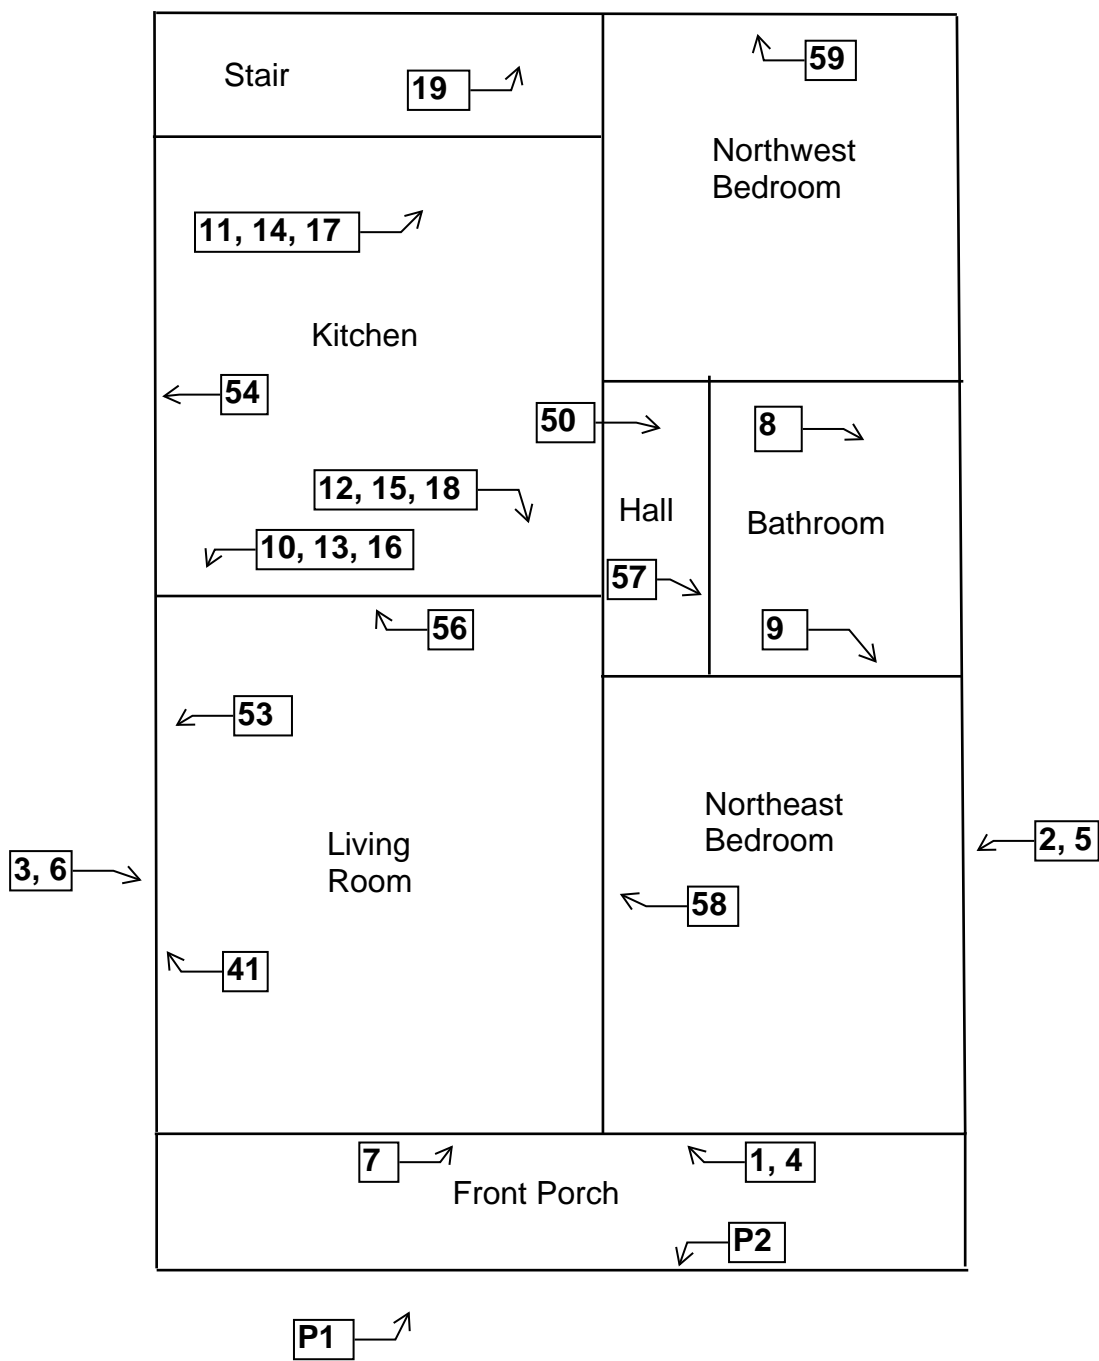 59
Stair
19
Northwest
Bedroom
11, 14, 17
Kitchen
54
50
8
12, 15, 18
Hall
Bathroom
10, 13, 16
57
56
9
53
Northeast
Bedroom
Living
Room
2, 5
3, 6
58
41
7
1, 4
Front Porch
P2
P1